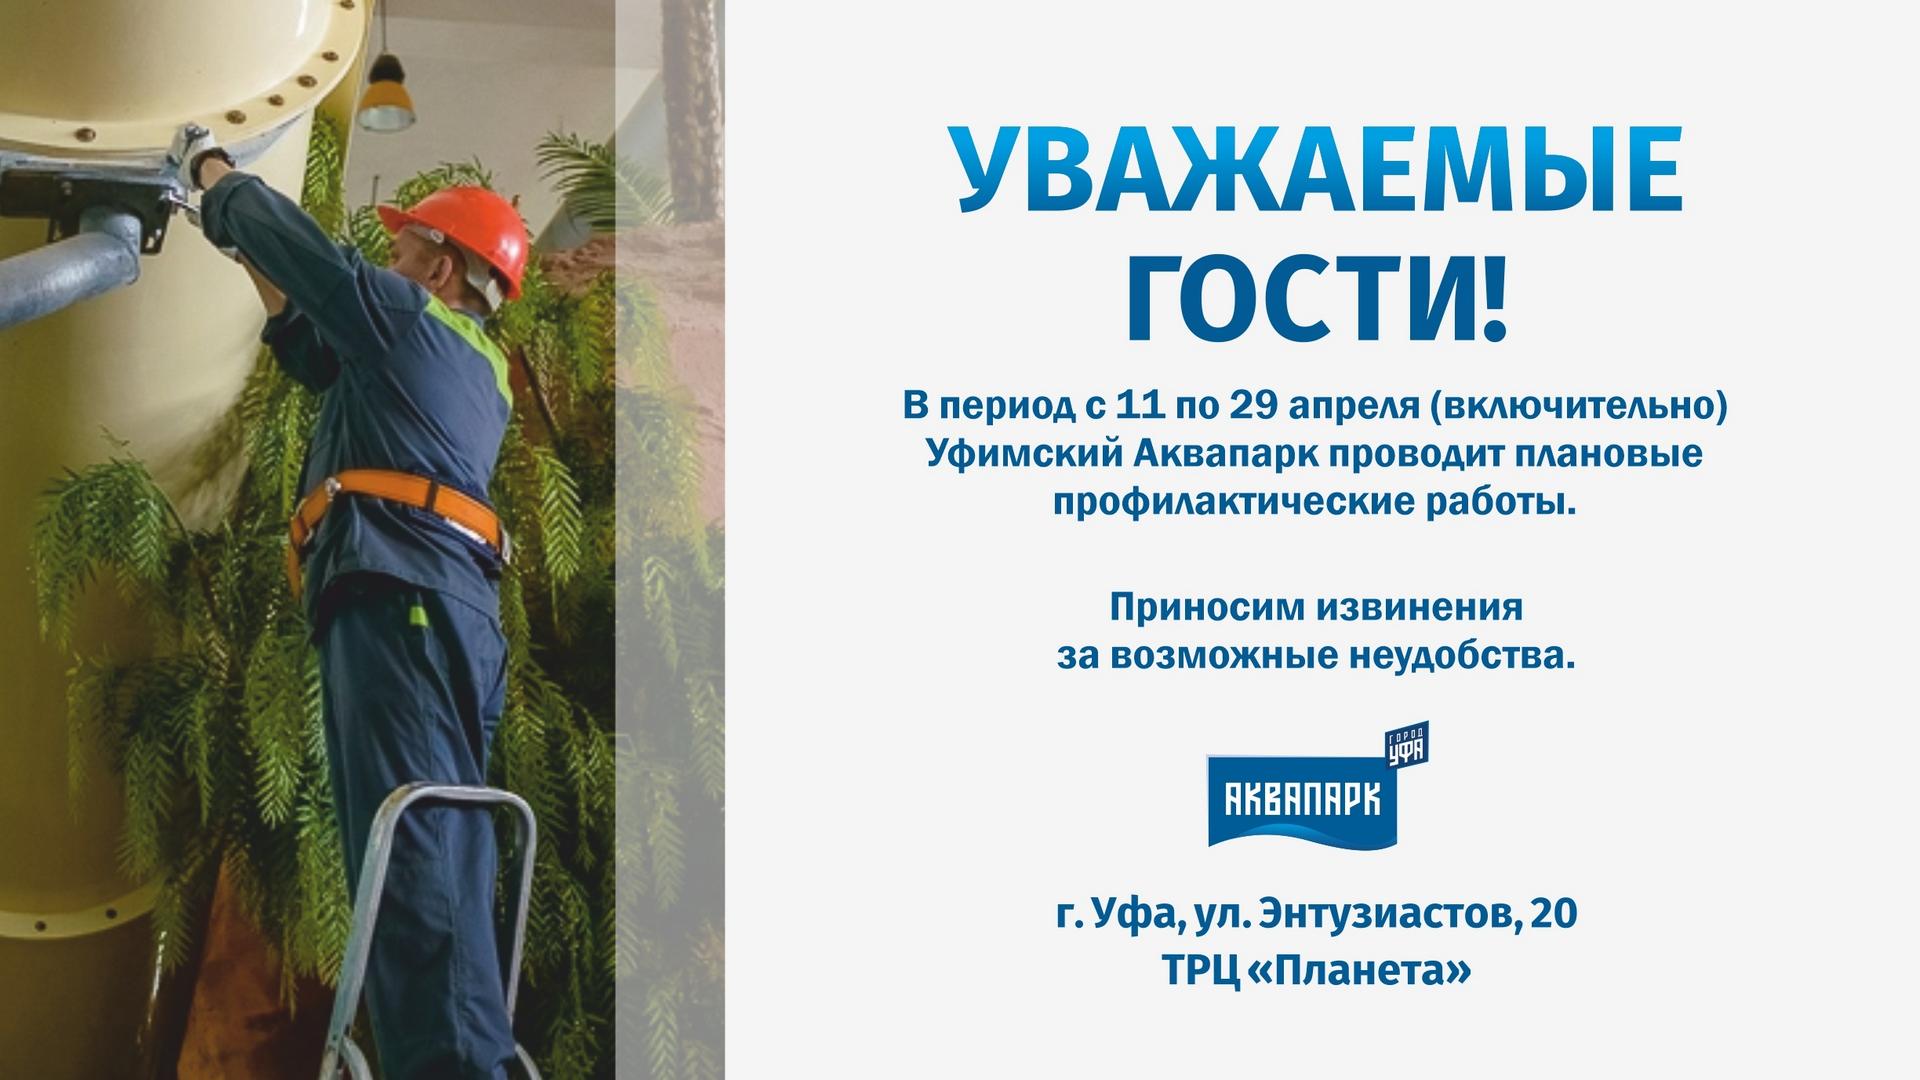 УВАЖАЕМЫЕ
ГОСТИ!
В период с 11 по 29 апреля (включительно)
Уфимский Аквапарк проводит плановые
профилактические работы.
Приносим извинения
за возможные неудобства.
ГОРОД
УФА
АКВАПАРК
г. Уфа, ул. Энтузиастов, 20
ТРЦ «Планета»